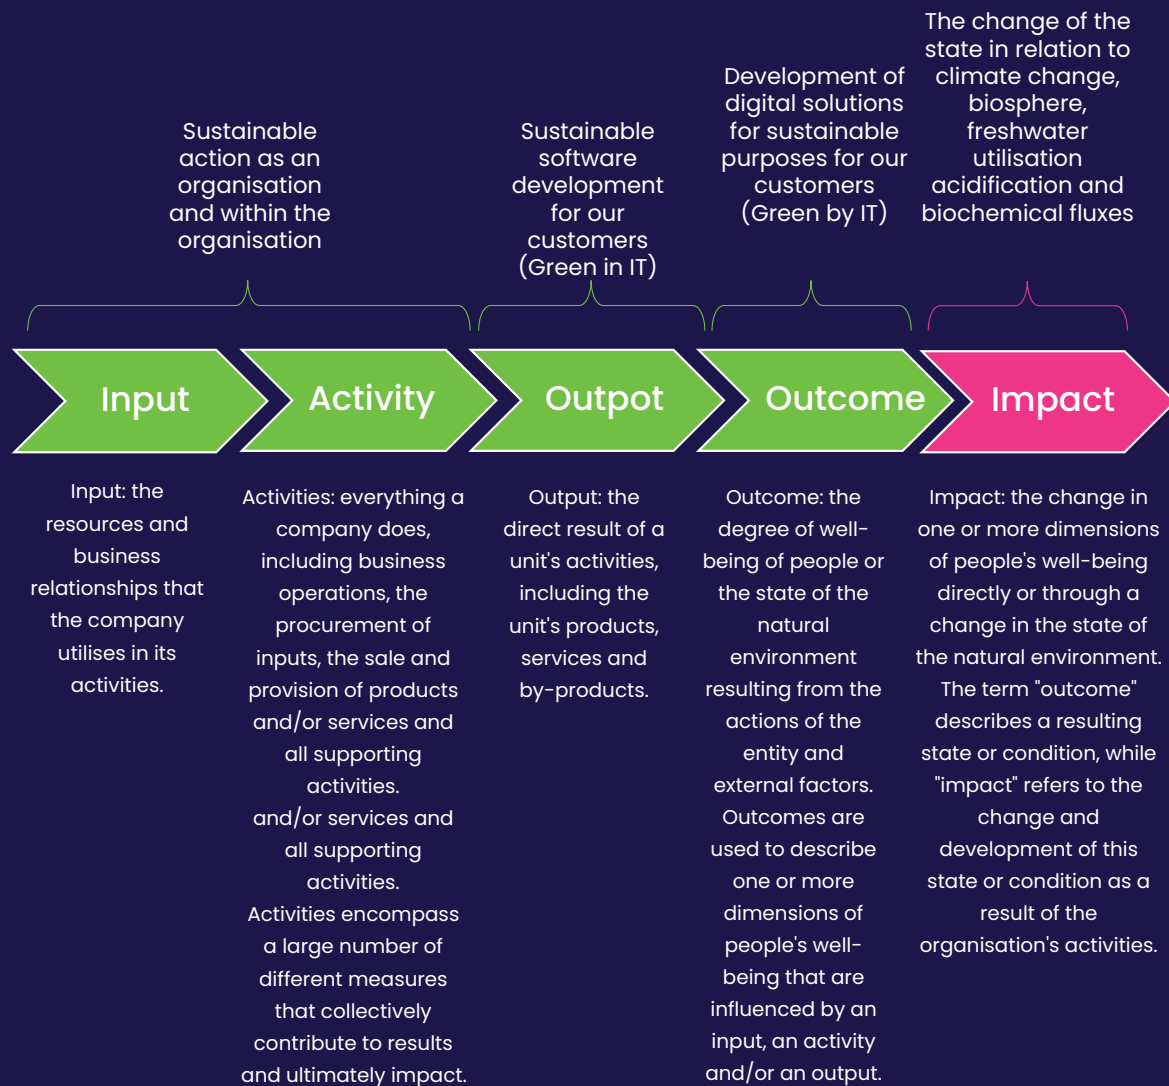 Sustainable
action as an
organisation
and within the
organisation
Sustainable
software
development
for our
customers
(Green in IT)
Development of
digital solutions
for sustainable
purposes for our
customers
(Green by IT)
The change of the
state in relation to
climate change,
biosphere,
freshwater
utilisation
acidification and
biochemical fluxes
Input
Activity
Outpot
Outcome
Impact
Input: the
resources and
business
relationships that
the company
utilises in its
activities.
Activities: everything a
company does,
including business
operations, the
procurement of
inputs, the sale and
provision of products
and/or services and
all supporting
activities.
and/or services and
all supporting
activities.
Activities encompass
a large number of
different measures
that collectively
contribute to results
and ultimately impact.
Output: the
direct result of a
unit's activities,
including the
unit's products,
services and
by-products.
Outcome: the
degree of well-
being of people or
the state of the
natural
environment
resulting from the
actions of the
entity and
external factors.
Outcomes are
used to describe
one or more
dimensions of
people's well-
being that are
influenced by an
input, an activity
and/or an output.
Impact: the change in
one or more dimensions
of people's well-being
directly or through a
change in the state of
the natural environment.
The term "outcome"
describes a resulting
state or condition, while
"impact" refers to the
change and
development of this
state or condition as a
result of the
organisation's activities.